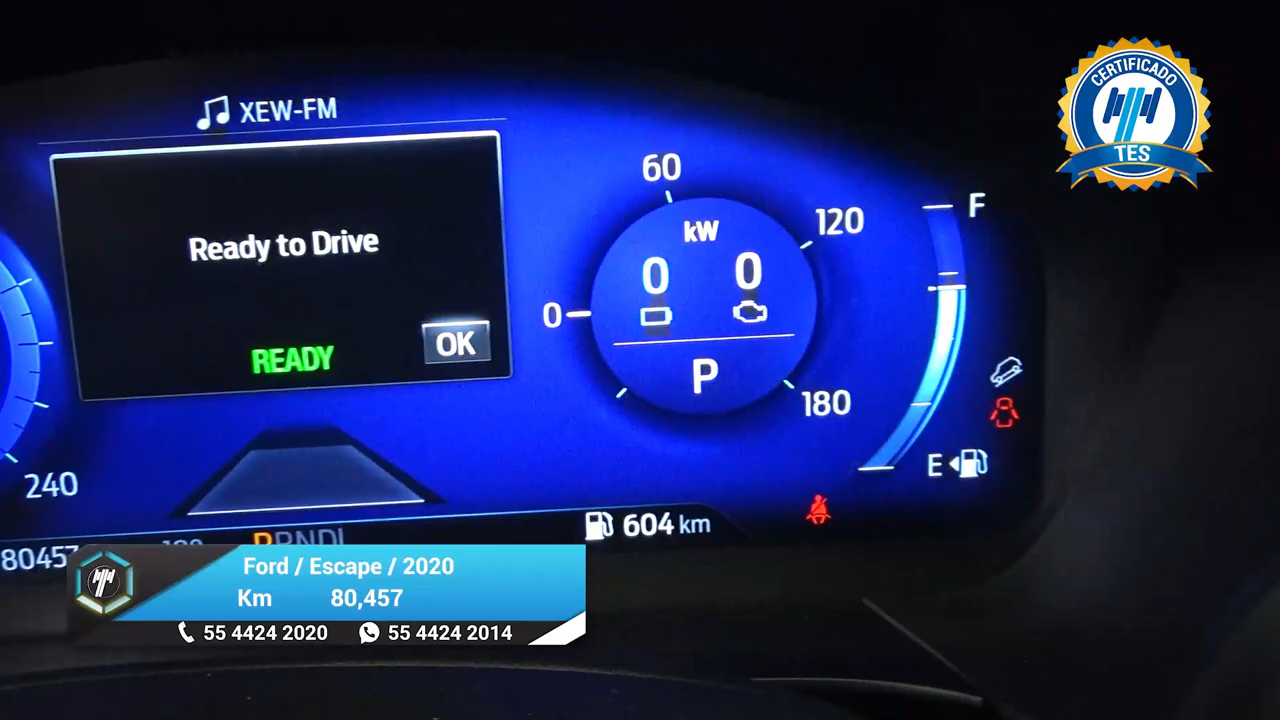 XEW-FM
CERTIFICADO
TES
Ready to Drive
READY
OK
60
kW
120
0 0
0
P
180
F
E
240
604 km
80457
Ford / Escape / 2020
Km 80,457
55 4424 2020 55 4424 2014